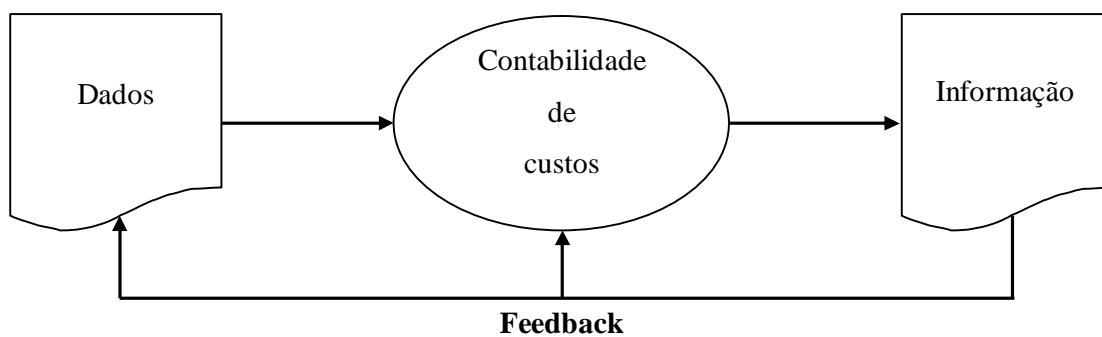 Dados
Contabilidade
de
custos
Informação
Feedback